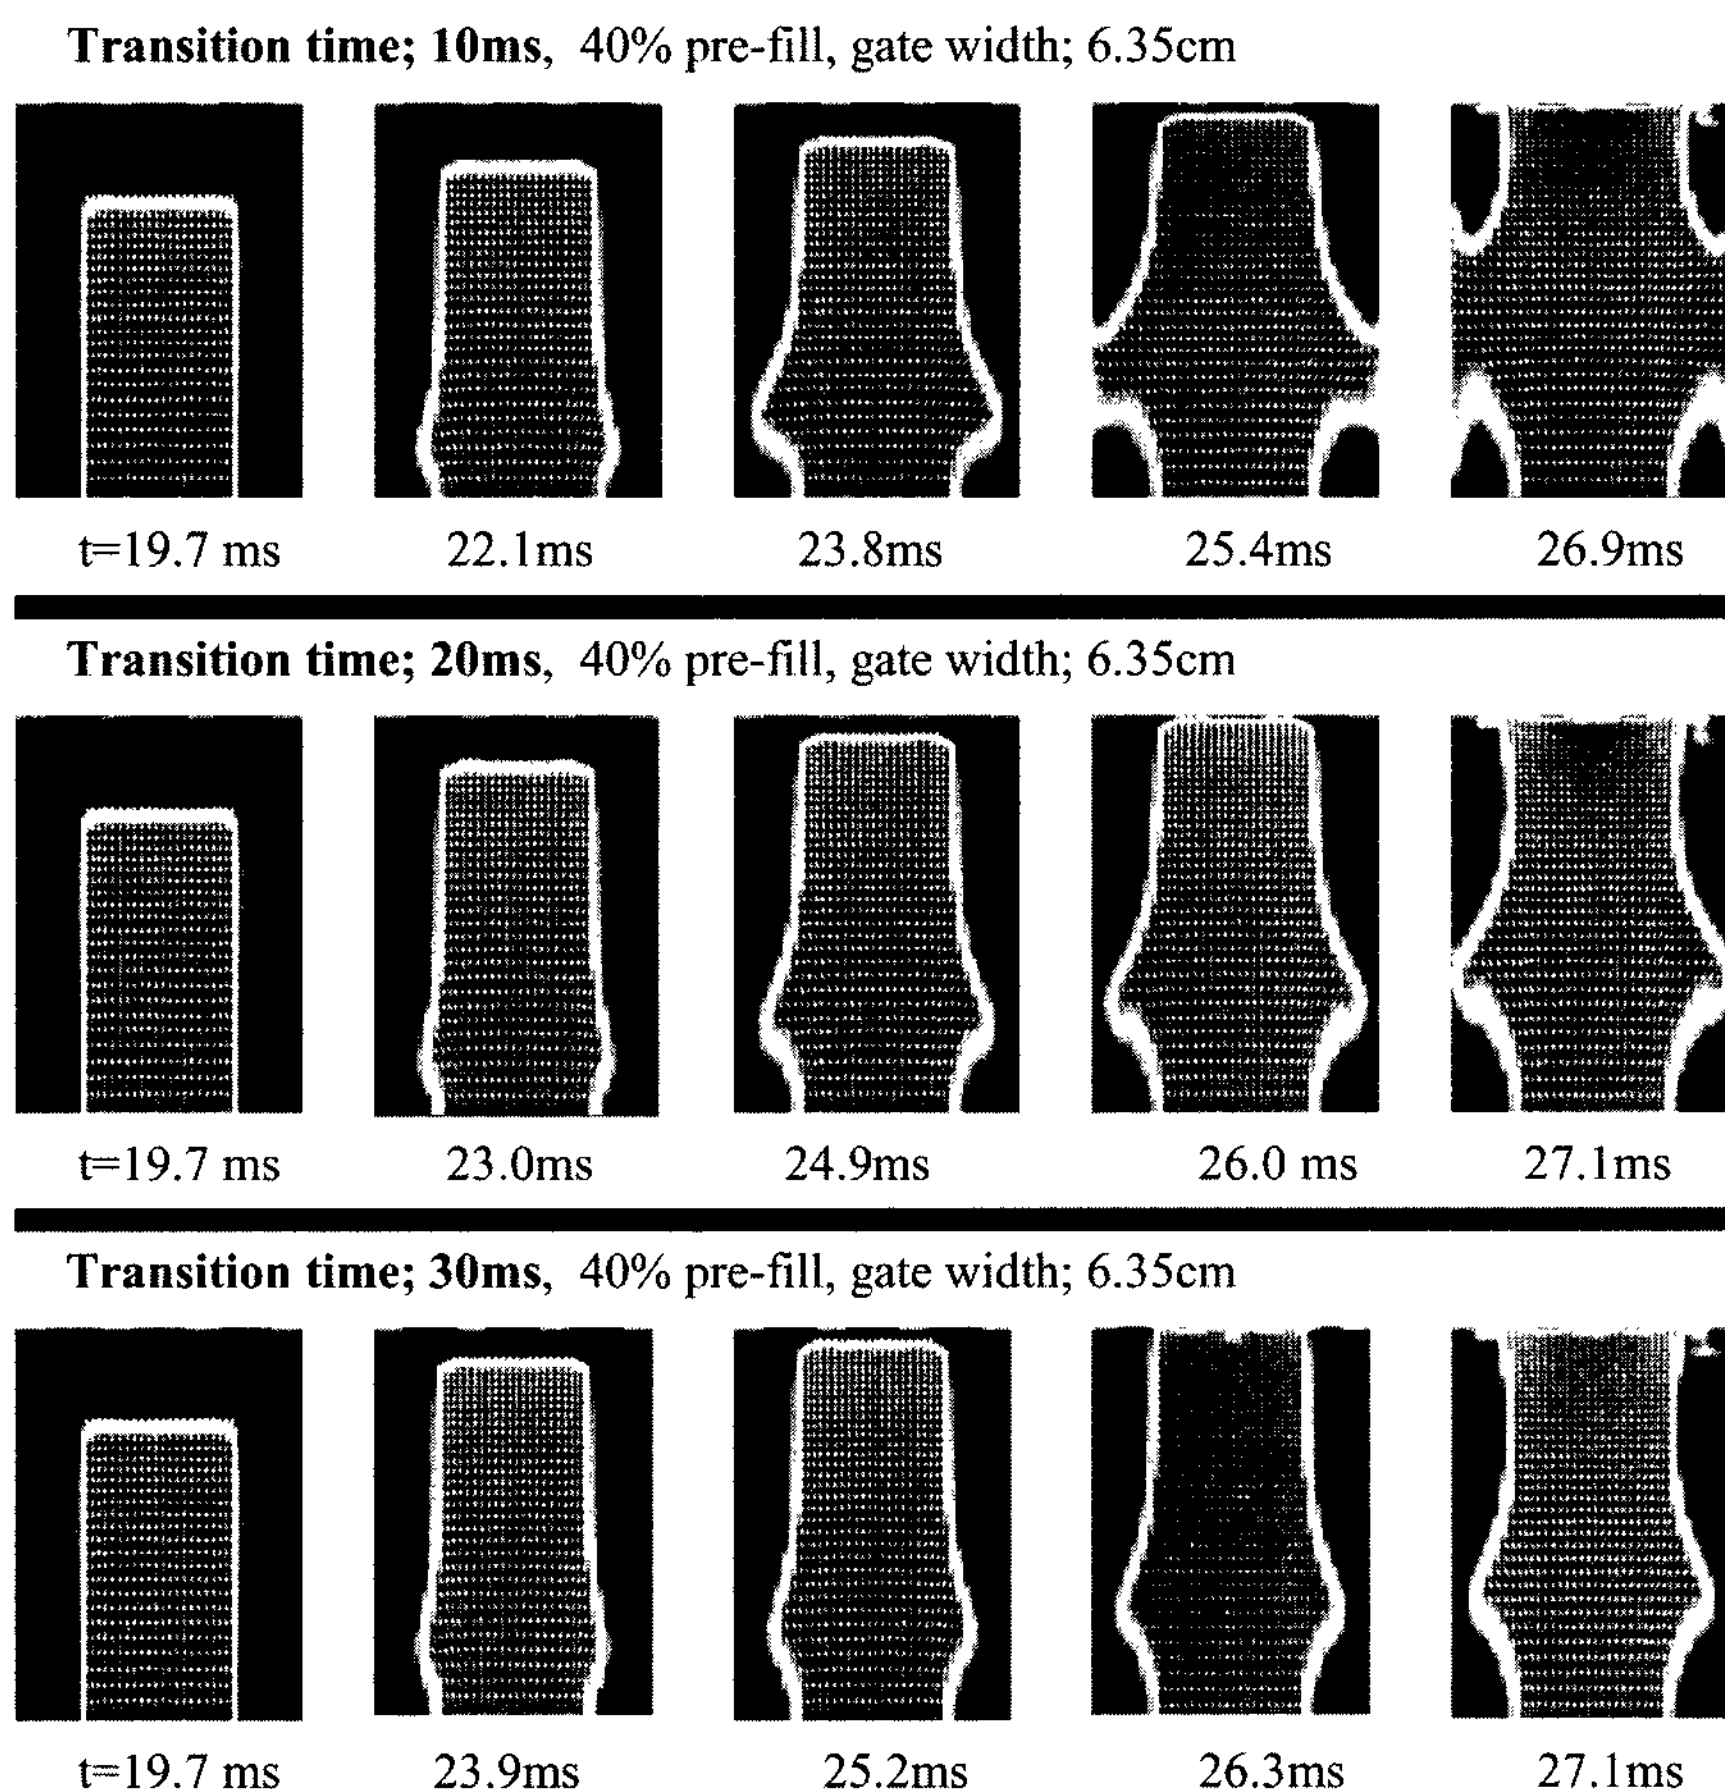 Transition time; 10ms, 40% pre-fill, gate width; 6.35cm
t=19.7 ms 22.1ms 23.8ms 25.4ms 26.9ms
Transition time; 20ms, 40% pre-fill, gate width; 6.35cm
t=19.7 ms 23.0ms 24.9ms 26.0 ms 27.1ms
Transition time; 30ms, 40% pre-fill, gate width; 6.35cm
t=19.7 ms 23.9ms 25.2ms 26.3ms 27.1ms